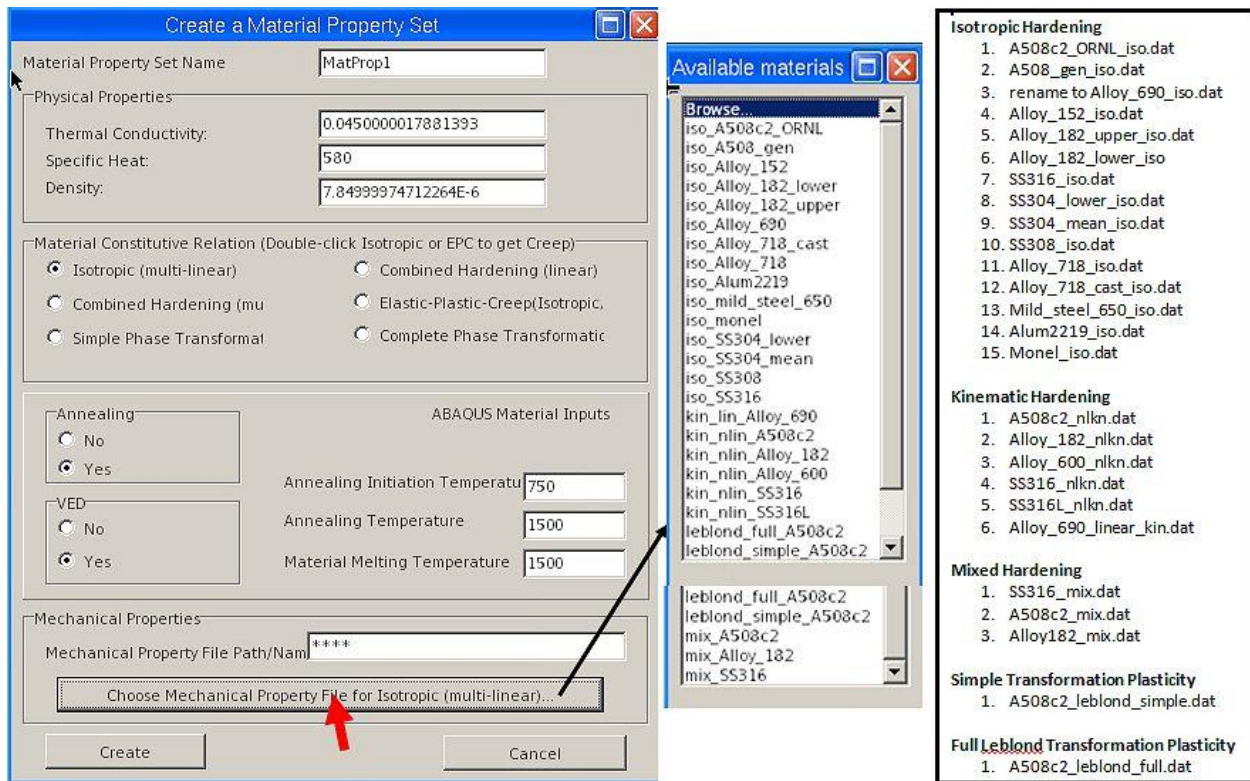 Create a Material Property Set
Material Property Set Name MatProp1
Physical Properties
Thermal Conductivity: 0.0450000017881393
Specific Heat: 580
Density: 7.84999974712264E-6
Material Constitutive Relation (Double-click Isotropic or EPC to get Creep)
Isotropic (multi-linear) Combined Hardening (linear)
Combined Hardening (mu Elastic-Plastic-Creep(Isotropic,
Simple Phase Transformat Complete Phase Transformatic
Annealing ABAQUS Material Inputs
No
Yes
Annealing Initiation Temperatu 750
VED
No
Annealing Temperature 1500
Yes
Material Melting Temperature 1500
Mechanical Properties
Mechanical Property File Path/Nam ****
Choose Mechanical Property File for Isotropic (multi-linear)...
Create Cancel
Available materials
Browse...
iso_A508c2_ORNL
iso_A508_gen
iso_Alloy_152
iso_Alloy_182_lower
iso_Alloy_182_upper
iso_Alloy_690
iso_Alloy_718_cast
iso_Alloy_718
iso_Alum2219
iso_mild_steel_650
iso_monel
iso_SS304_lower
iso_SS304_mean
iso_SS308
iso_SS316
kin_lin_Alloy_690
kin_nlin_A508c2
kin_nlin_Alloy_182
kin_nlin_Alloy_600
kin_nlin_SS316
kin_nlin_SS316L
leblond_full_A508c2
leblond_simple_A508c2
leblond_full_A508c2
leblond_simple_A508c2
mix_A508c2
mix_Alloy_182
mix_SS316
Isotropic Hardening
1. A508c2_ORNL_iso.dat
2. A508_gen_iso.dat
3. rename to Alloy_690_iso.dat
4. Alloy_152_iso.dat
5. Alloy_182_upper_iso.dat
6. Alloy_182_lower_iso
7. SS316_iso.dat
8. SS304_lower_iso.dat
9. SS304_mean_iso.dat
10. SS308_iso.dat
11. Alloy_718_iso.dat
12. Alloy_718_cast_iso.dat
13. Mild_steel_650_iso.dat
14. Alum2219_iso.dat
15. Monel_iso.dat
Kinematic Hardening
1. A508c2_nlkn.dat
2. Alloy_182_nlkn.dat
3. Alloy_600_nlkn.dat
4. SS316_nlkn.dat
5. SS316L_nlkn.dat
6. Alloy_690_linear_kin.dat
Mixed Hardening
1. SS316_mix.dat
2. A508c2_mix.dat
3. Alloy182_mix.dat
Simple Transformation Plasticity
1. A508c2_leblond_simple.dat
Full Leblond Transformation Plasticity
1. A508c2_leblond_full.dat